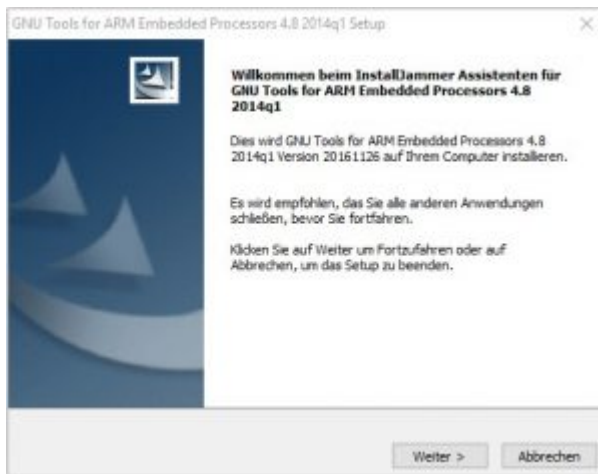 GNU Tools for ARM Embedded Processors 4.8 2014q1 Setup
Willkommen beim InstallJammer Assistenten für
GNU Tools for ARM Embedded Processors 4.8
2014q1
Dies wird GNU Tools for ARM Embedded Processors 4.8
2014q1 Version 20161126 auf Ihrem Computer installieren.
Es wird empfohlen, das Sie alle anderen Anwendungen
schließen, bevor Sie fortfahren.
Klicken Sie auf Weiter um Fortzufahren oder auf
Abbrechen, um das Setup zu beenden.
Weiter >
Abbrechen